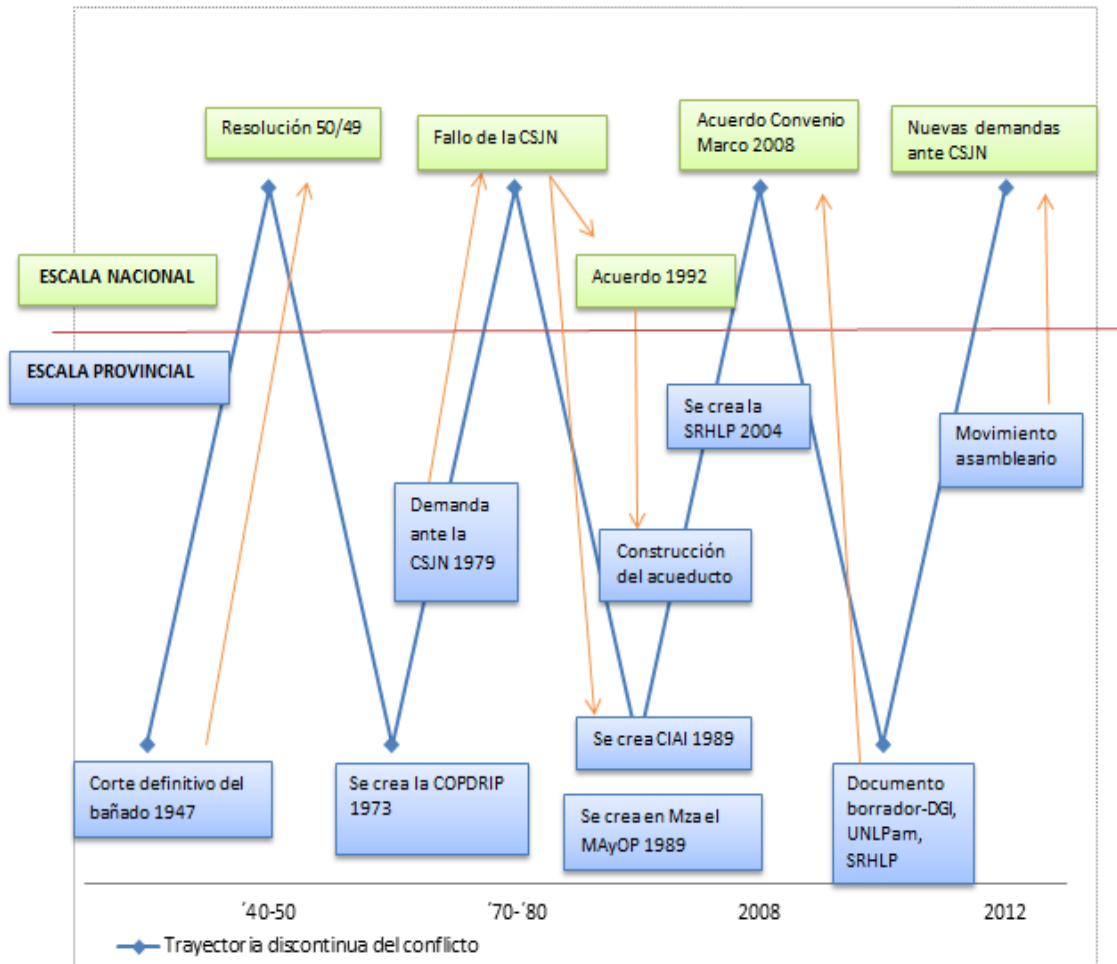 Resolución 50/49
Fallo de la CSJN
Acuerdo Convenio
Marco 2008
Nuevas demandas
ante CSJN
ESCALA NACIONAL
Acuerdo 1992
ESCALA PROVINCIAL
Se crea la
SRHLP 2004
Movimiento
asambleario
Demanda
ante la
CSJN 1979
Construcción
del acueducto
Se crea CIAI 1989
Corte definitivo del
bañado 1947
Se crea la COPDRIP
1973
Se crea en Mza el
MAyOP 1989
Documento
borrador-DGI,
UNLPam,
SRHLP
´40-50
´70-´80
2008
2012
Trayectoria discontinua del conflicto